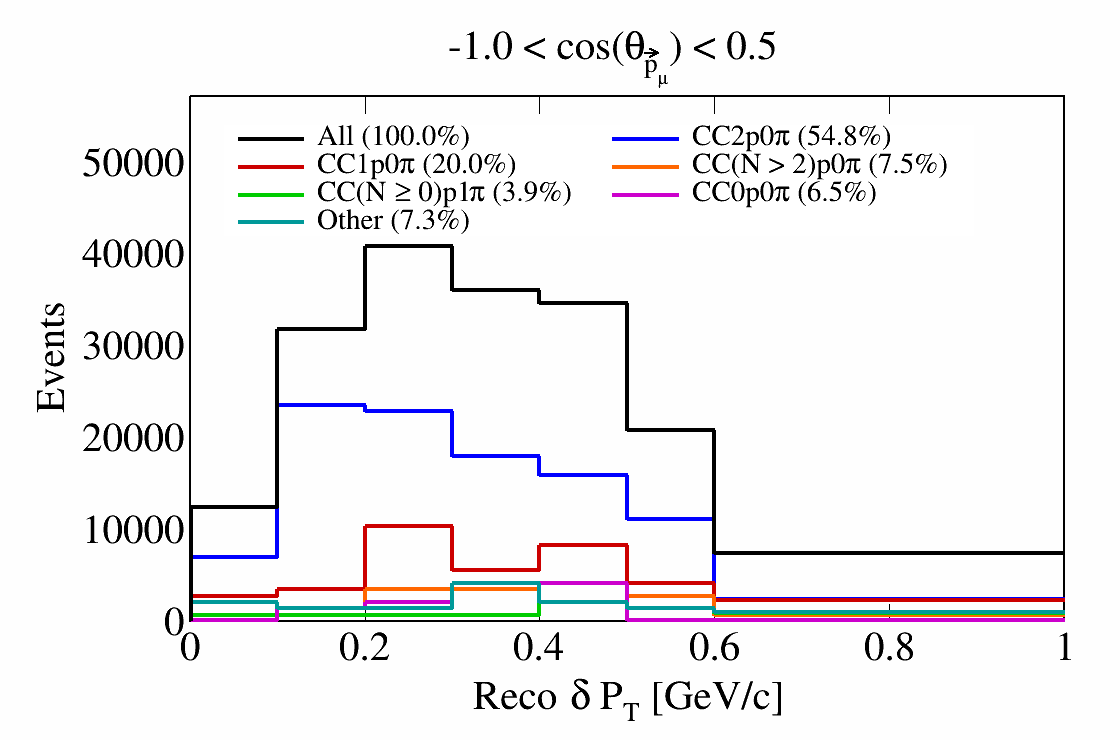 -1.0 < cos(θ_p⃗_μ) < 0.5
All (100.0%)
CC2p0π (54.8%)
CC1p0π (20.0%)
CC(N > 2)p0π (7.5%)
CC(N ≥ 0)p1π (3.9%)
CC0p0π (6.5%)
Other (7.3%)
50000
40000
30000
20000
10000
0
Events
0 0.2 0.4 0.6 0.8 1
Reco δ P_T [GeV/c]